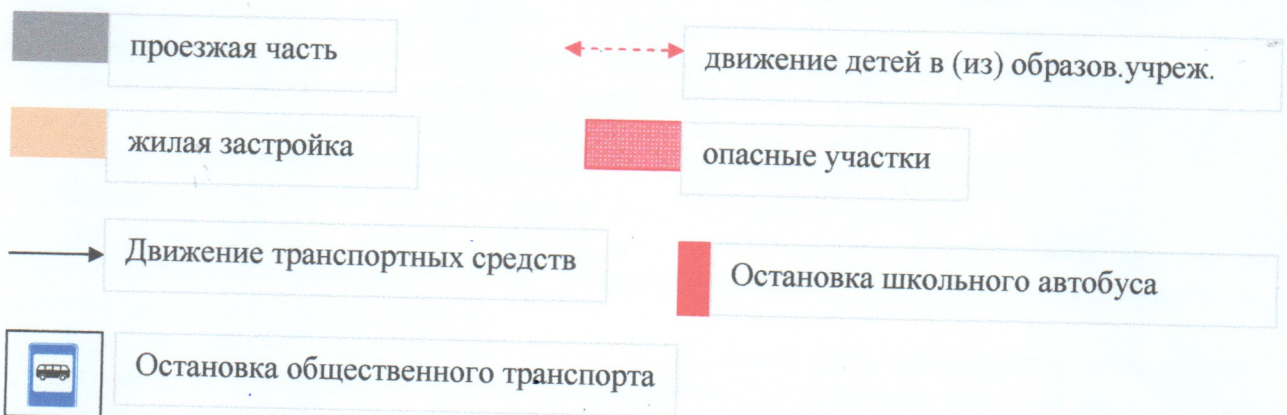 проезжая часть
движение детей в (из) образов.учреж.
жилая застройка
опасные участки
Движение транспортных средств
Остановка школьного автобуса
Остановка общественного транспорта